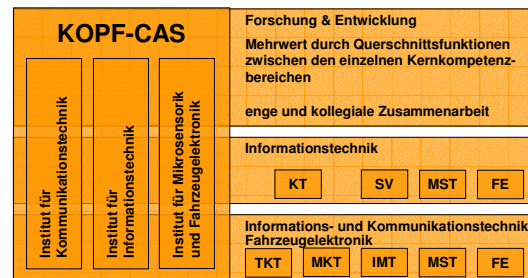 KOPF-CAS
Institut für
Kommunikationstechnik
Institut für
Informationstechnik
Institut für Mikrosensorik
und Fahrzeugelektronik
Forschung & Entwicklung
Mehrwert durch Querschnittsfunktionen
zwischen den einzelnen Kernkompetenz-
bereichen
enge und kollegiale Zusammenarbeit
Informationstechnik
KT SV MST FE
Informations- und Kommunikationstechnik
Fahrzeugelektronik
TKT MKT IMT MST FE